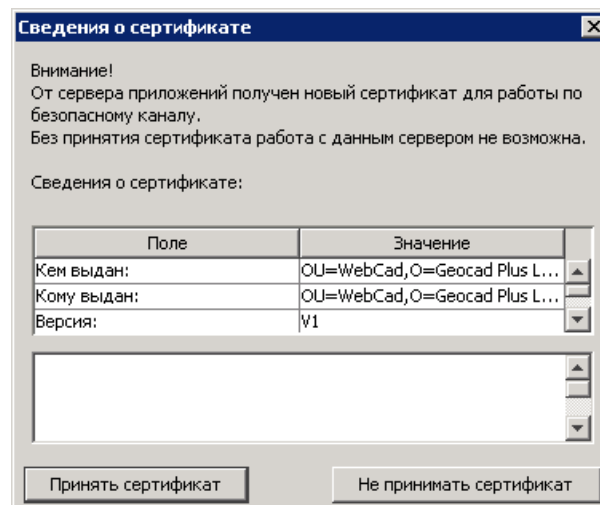 Сведения о сертификате
Внимание!
От сервера приложений получен новый сертификат для работы по
безопасному каналу.
Без принятия сертификата работа с данным сервером не возможна.
Сведения о сертификате:
Поле Значение
Кем выдан: OU=WebCad,O=Geocad Plus L...
Кому выдан: OU=WebCad,O=Geocad Plus L...
Версия: V1
Принять сертификат Не принимать сертификат